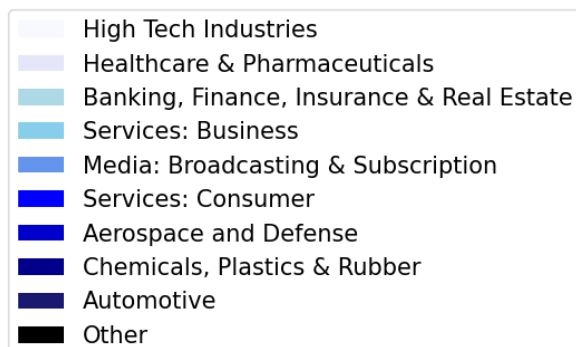 High Tech Industries
Healthcare & Pharmaceuticals
Banking, Finance, Insurance & Real Estate
Services: Business
Media: Broadcasting & Subscription
Services: Consumer
Aerospace and Defense
Chemicals, Plastics & Rubber
Automotive
Other